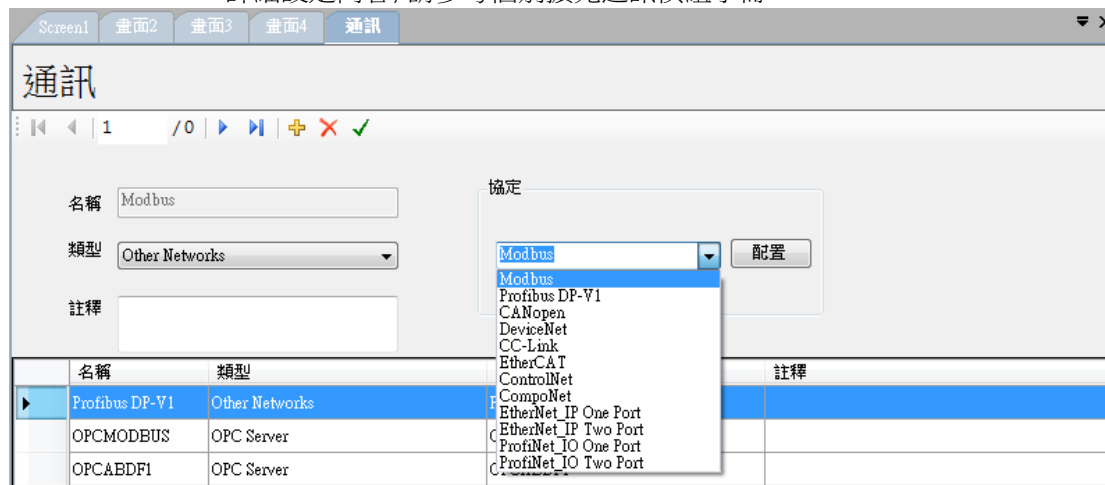 Screen1 畫面2 畫面3 畫面4 通訊
通訊
1 /0
名稱 Modbus
類型 Other Networks
註釋
協定
Modbus 配置
Modbus
Profibus DP-V1
CANopen
DeviceNet
CC-Link
EtherCAT
ControlNet
CompoNet
EtherNet_IP One Port
EtherNet_IP Two Port
ProfiNet_IO One Port
ProfiNet_IO Two Port
名稱 類型 註釋
Profibus DP-V1 Other Networks
OPCMODBUS OPC Server
OPCABDF1 OPC Server